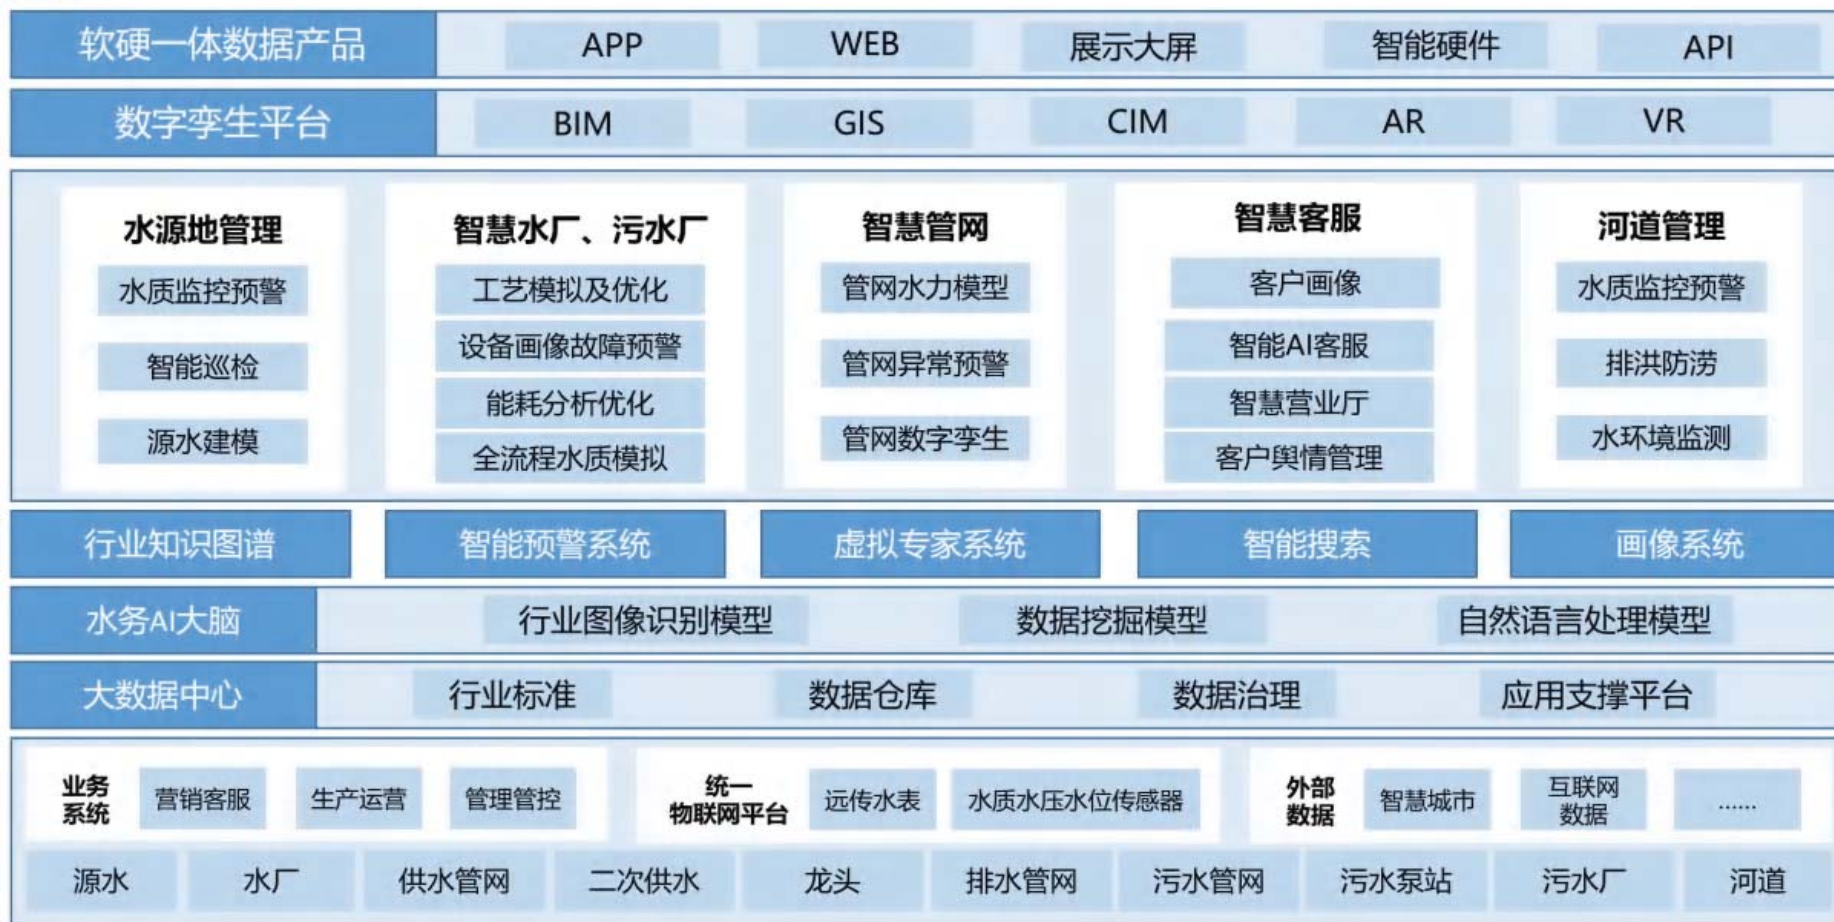 软硬一体数据产品 APP WEB 展示大屏 智能硬件 API
数字孪生平台 BIM GIS CIM AR VR
水源地管理
水质监控预警
智能巡检
源水建模
智慧水厂、污水厂
工艺模拟及优化
设备画像故障预警
能耗分析优化
全流程水质模拟
智慧管网
管网水力模型
管网异常预警
管网数字孪生
智慧客服
客户画像
智能AI客服
智慧营业厅
客户舆情管理
河道管理
水质监控预警
排洪防涝
水环境监测
行业知识图谱 智能预警系统 虚拟专家系统 智能搜索 画像系统
水务AI大脑 行业图像识别模型 数据挖掘模型 自然语言处理模型
大数据中心 行业标准 数据仓库 数据治理 应用支撑平台
业务
系统
营销客服 生产运营 管理管控
统一
物联网平台
远传水表 水质水压水位传感器
外部
数据
智慧城市
互联网
数据
......
源水 水厂 供水管网 二次供水 龙头 排水管网 污水管网 污水泵站 污水厂 河道